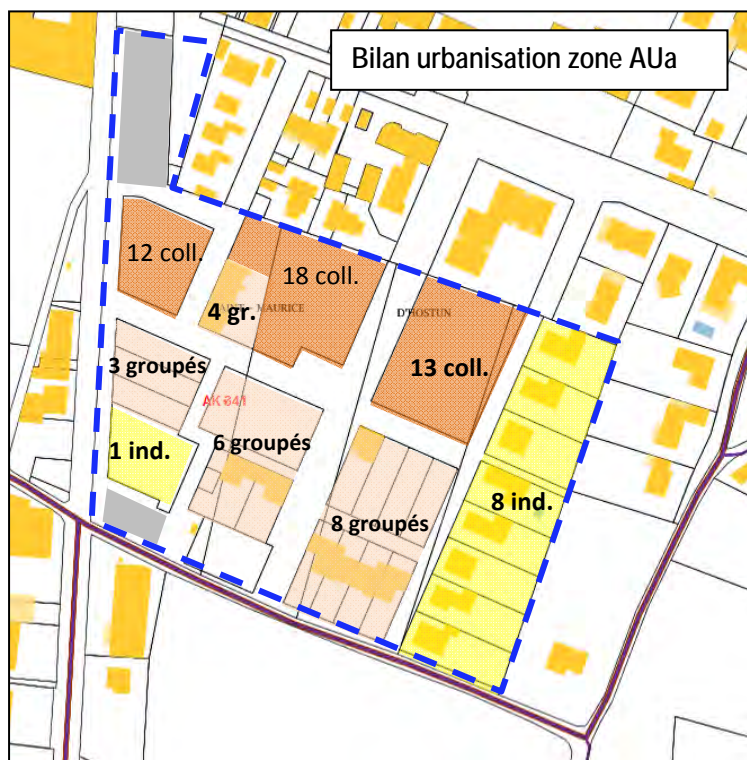 Bilan urbanisation zone AUa
12 coll.
18 coll.
4 gr.
MAURICE
D'HOSTUN
3 groupés
13 coll.
AK 641
1 ind.
6 groupés
8 groupés
8 ind.